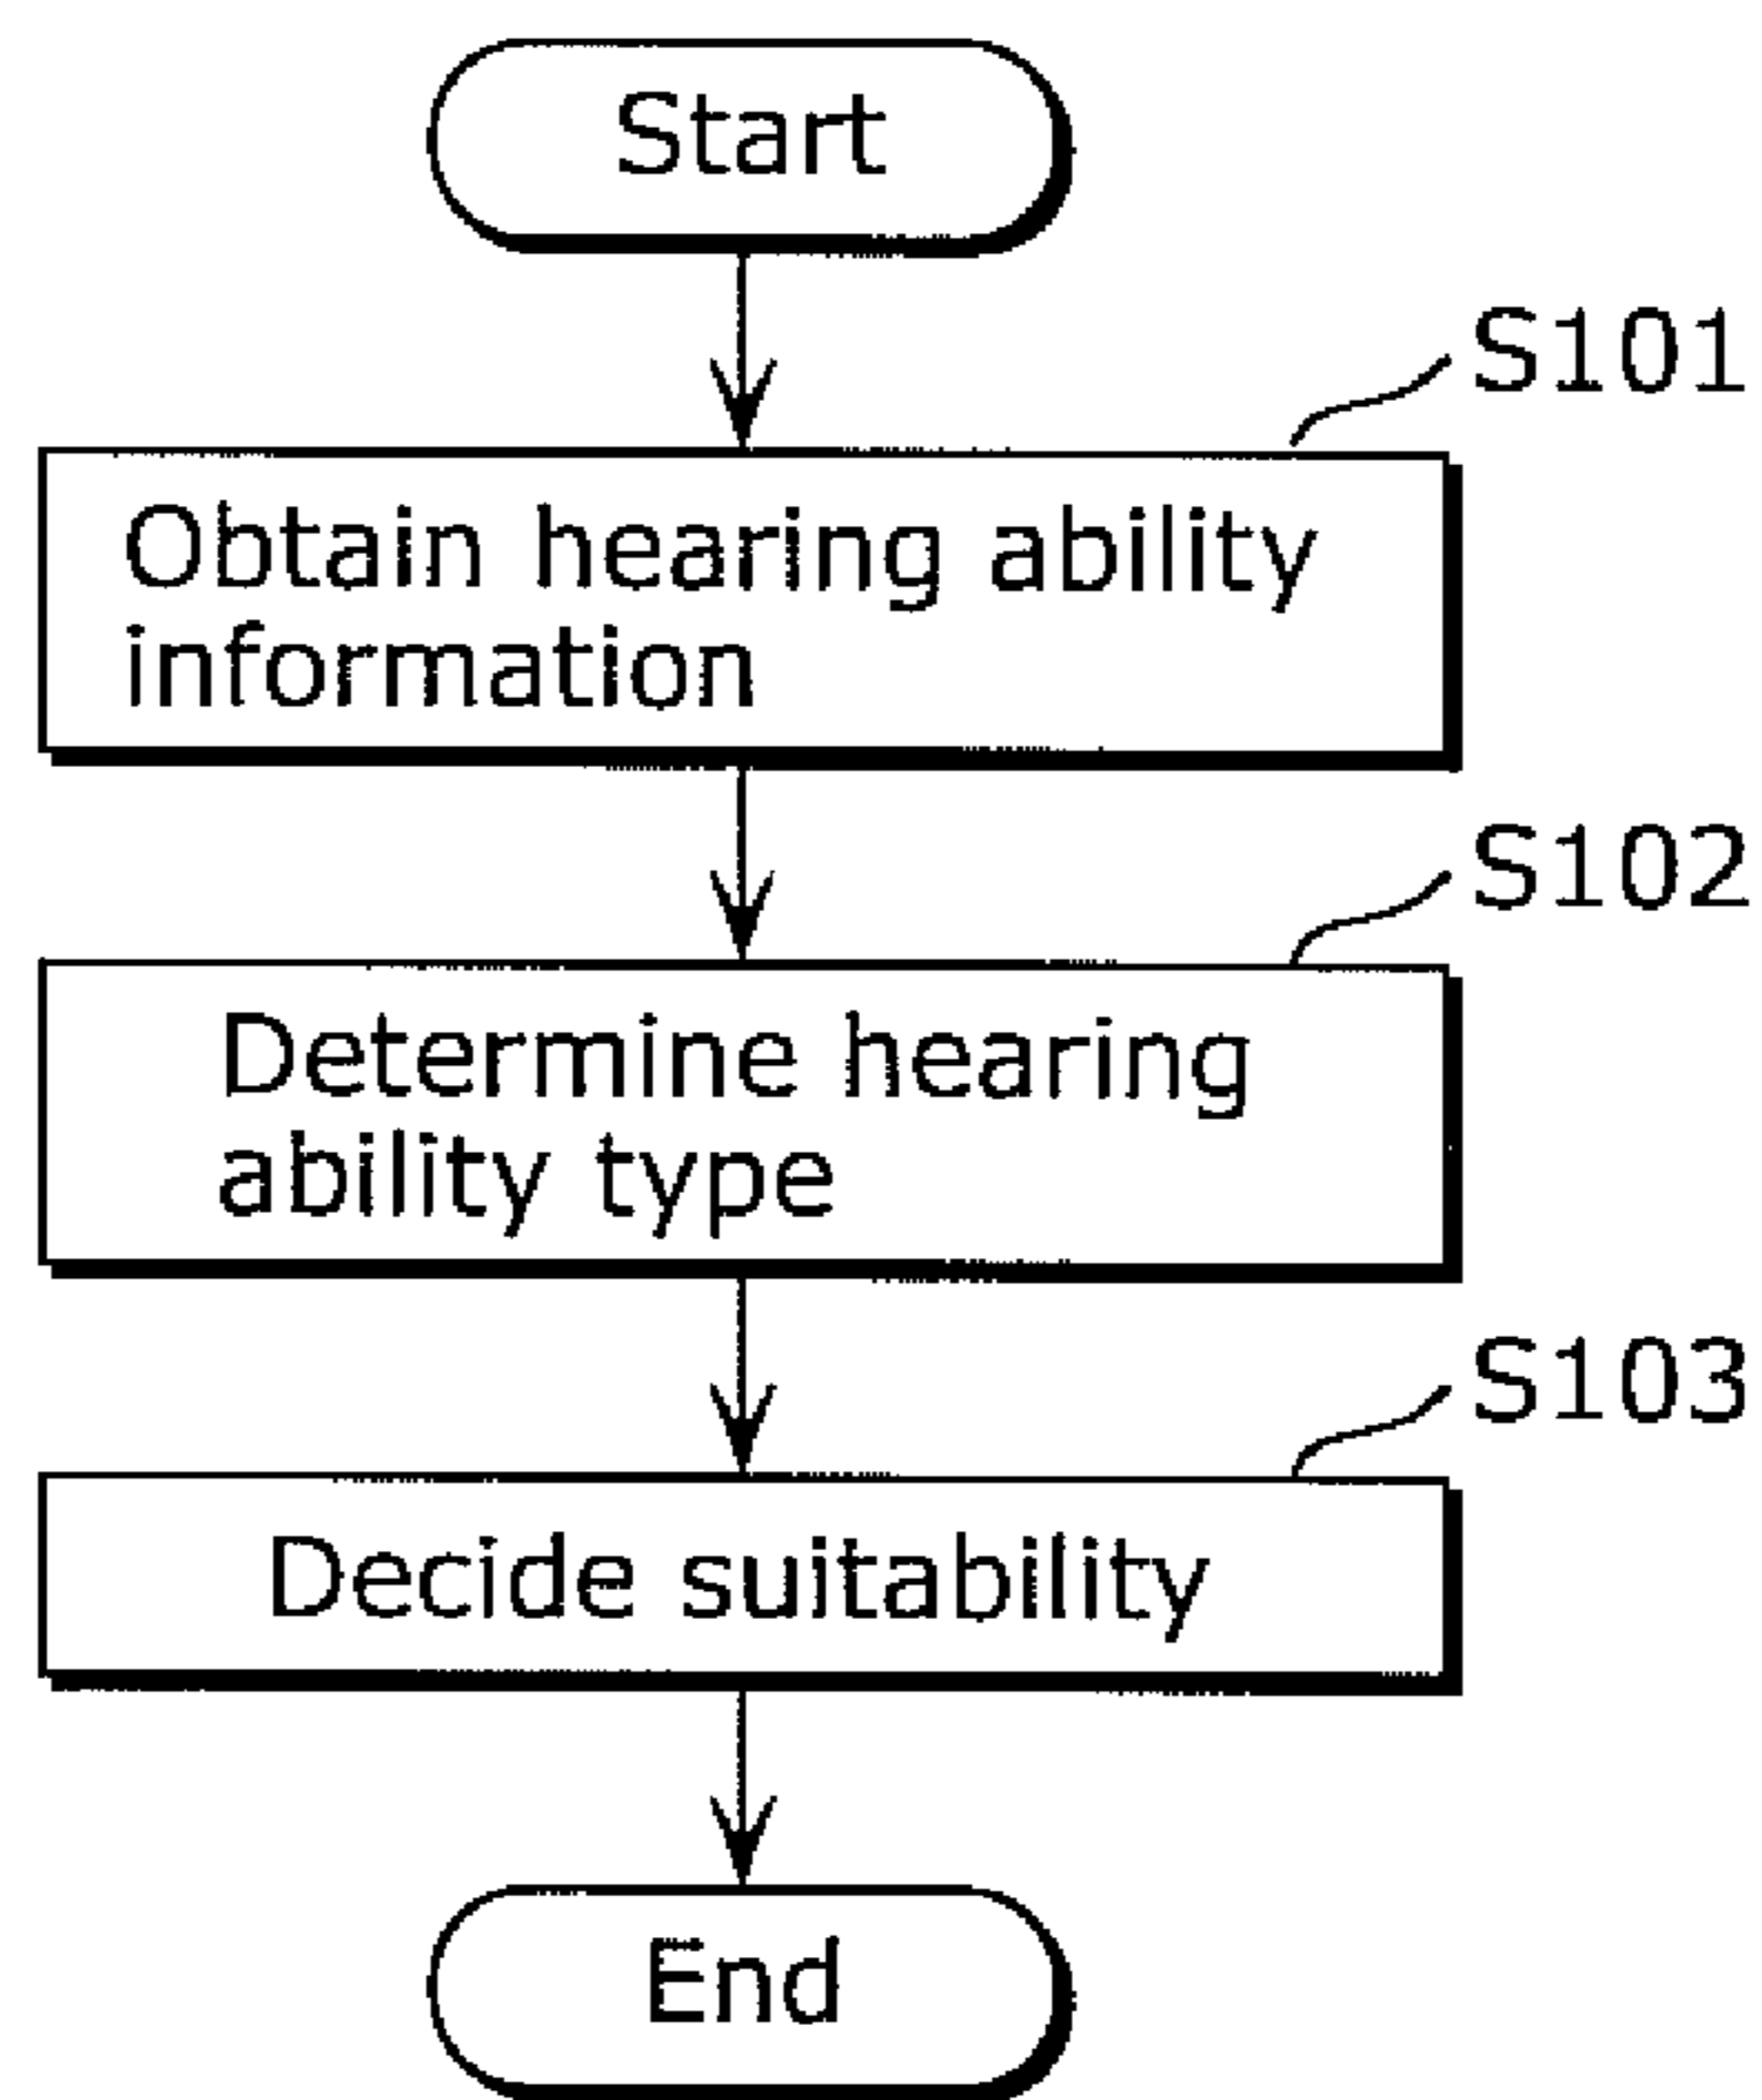 Start
S101
Obtain hearing ability
information
S102
Determine hearing
ability type
S103
Decide suitability
End